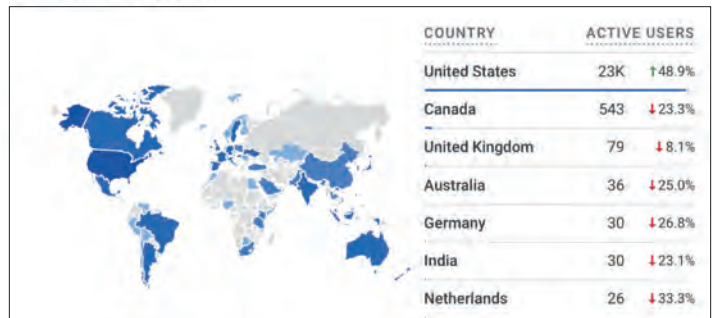 COUNTRY ACTIVE USERS
United States 23K ↑48.9%
Canada 543 ↓23.3%
United Kingdom 79 ↓8.1%
Australia 36 ↓25.0%
Germany 30 ↓26.8%
India 30 ↓23.1%
Netherlands 26 ↓33.3%